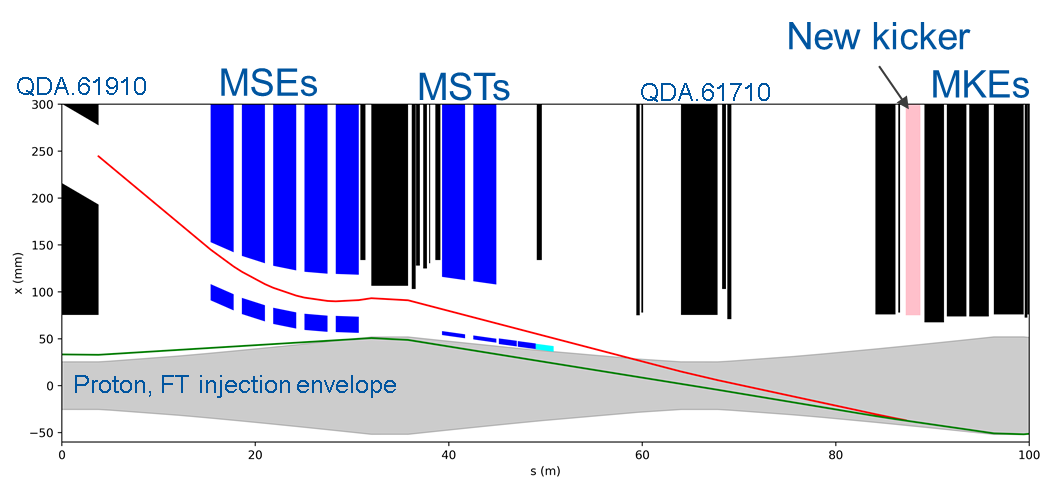 New kicker
QDA.61910
MSEs
MSTs
QDA.61710
MKEs
300
250
200
150
100
50
0
−50
x (mm)
Proton, FT injection envelope
0
20
40
60
80
100
s (m)